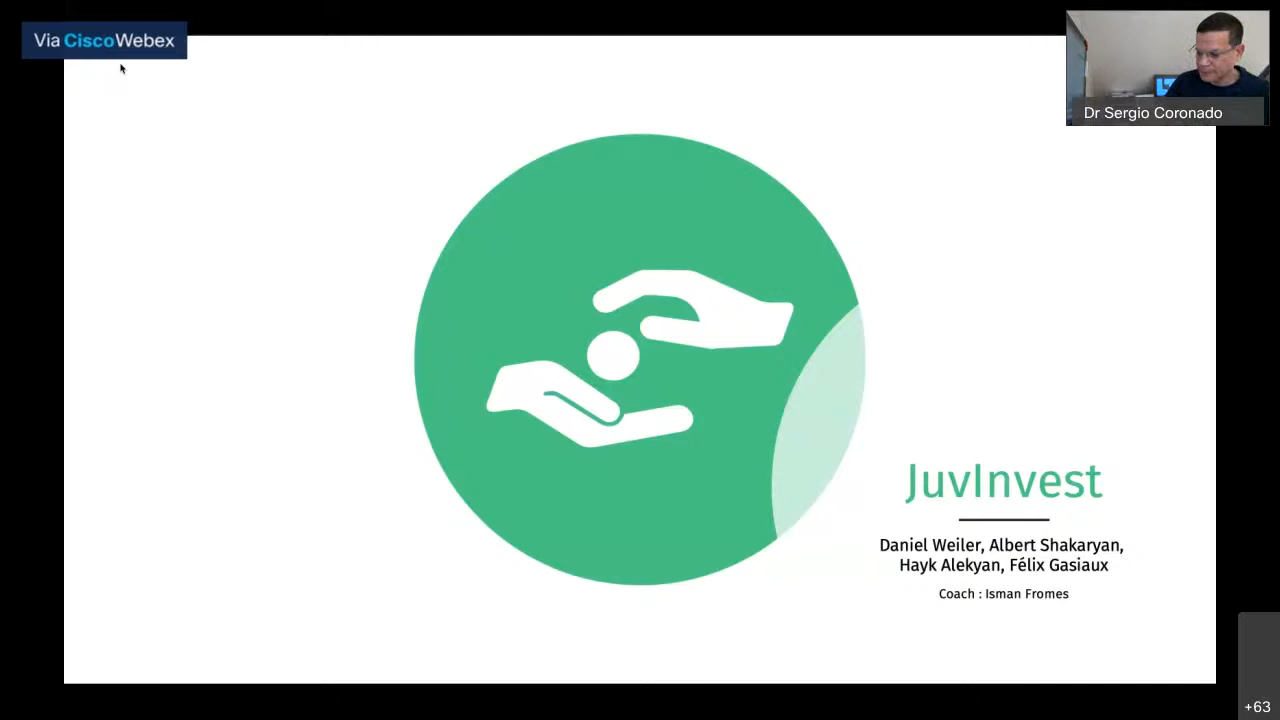 Via CiscoWebex
Dr Sergio Coronado
JuvInvest
Daniel Weiler, Albert Shakaryan,
Hayk Alekyan, Félix Gasiaux
Coach : Isman Fromes
+63